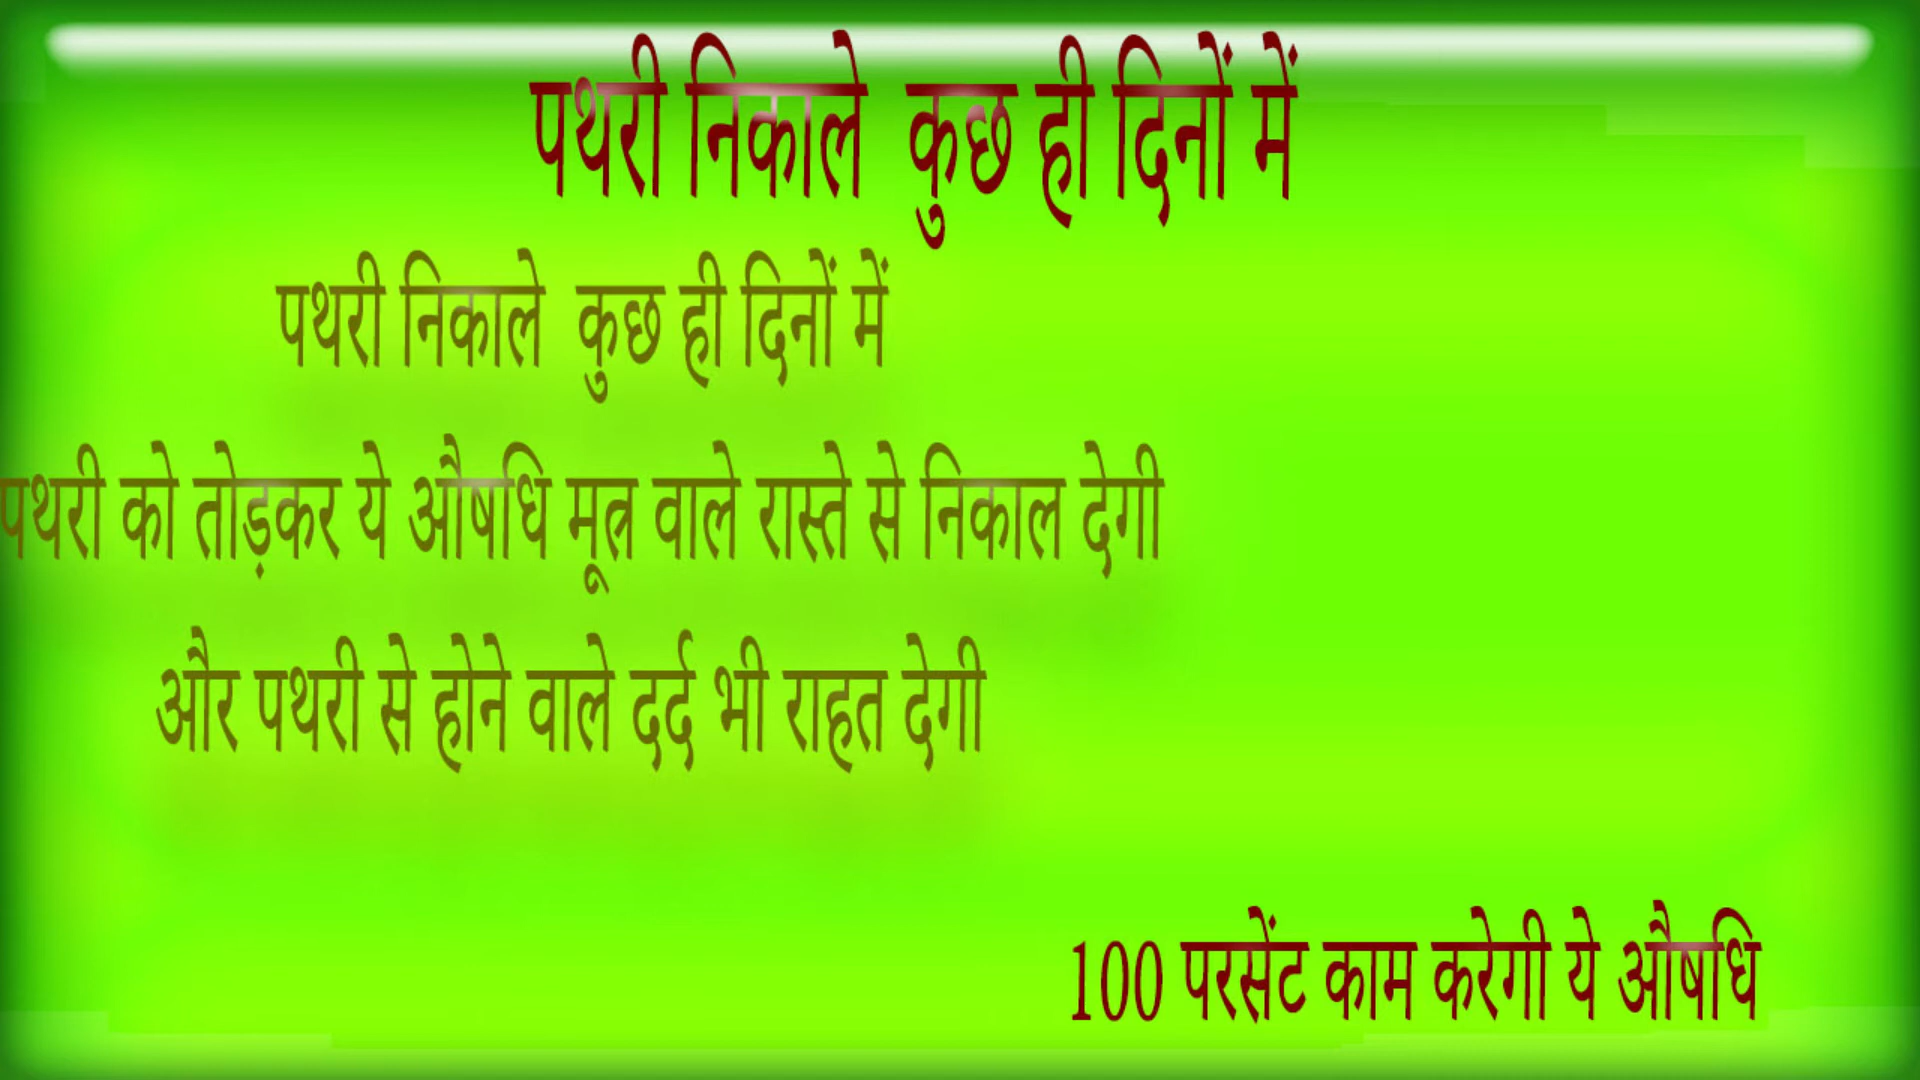 पथरी निकाले कुछ ही दिनों में
पथरी निकाले कुछ ही दिनों में
पथरी को तोड़कर ये औषधि मूत्र वाले रास्ते से निकाल देगी
और पथरी से होने वाले दर्द भी राहत देगी
100 परसेंट काम करेगी ये औषधि